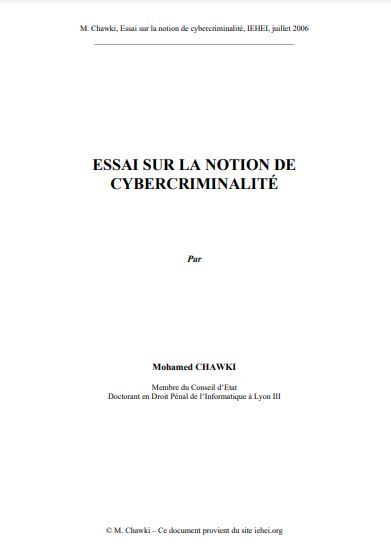 M. Chawki, Essai sur la notion de cybercriminalité, IEHEI, juillet 2006
ESSAI SUR LA NOTION DE
CYBERCRIMINALITÉ
Par
Mohamed CHAWKI
Membre du Conseil d'Etat
Doctorant en Droit Pénal de l'Informatique à Lyon III
© M. Chawki – Ce document provient du site iehei.org